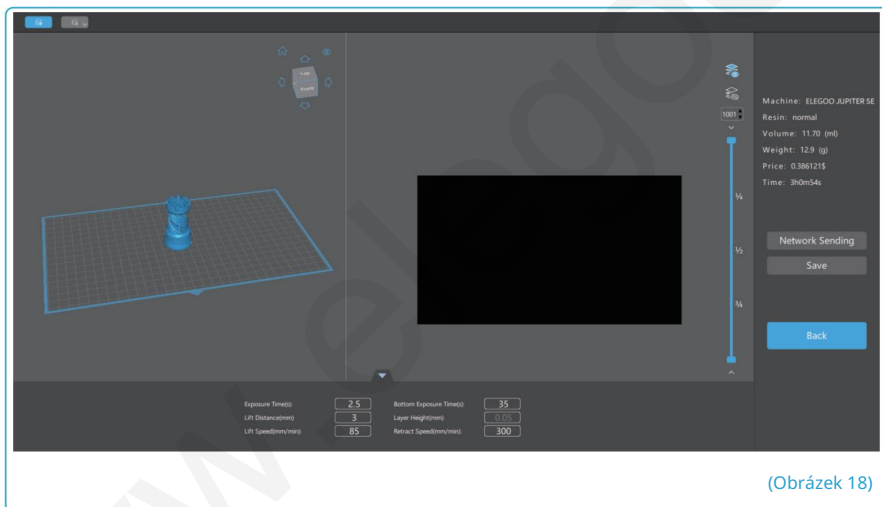 Left
Front
1001
¼
½
¾
Machine: ELEGOO JUPITER SE
Resin: normal
Volume: 11.70 (ml)
Weight: 12.9 (g)
Price: 0.386121$
Time: 3h0m54s
Network Sending
Save
Back
Exposure Time(s): 2.5 Bottom Exposure Time(s): 35
Lift Distance(mm) 3 Layer Height(mm) 0.05
Lift Speed(mm/min): 85 Retract Speed(mm/min): 300
(Obrázek 18)